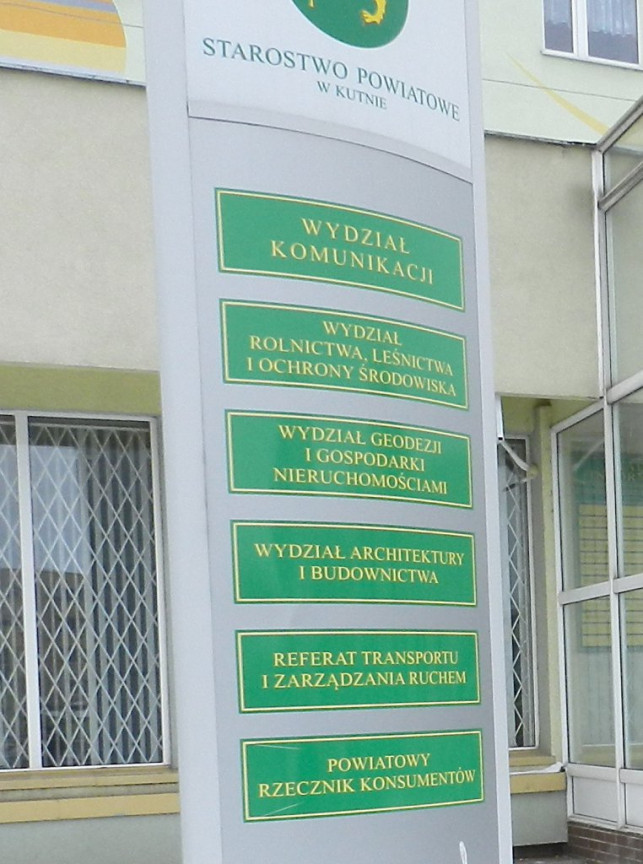 STAROSTWO POWIATOWE
W KUTNIE
WYDZIAŁ
KOMUNIKACJI
WYDZIAŁ
ROLNICTWA, LEŚNICTWA
I OCHRONY ŚRODOWISKA
WYDZIAŁ GEODEZJI
I GOSPODARKI
NIERUCHOMOŚCIAMI
WYDZIAŁ ARCHITEKTURY
I BUDOWNICTWA
REFERAT TRANSPORTU
I ZARZĄDZANIA RUCHEM
POWIATOWY
RZECZNIK KONSUMENTÓW